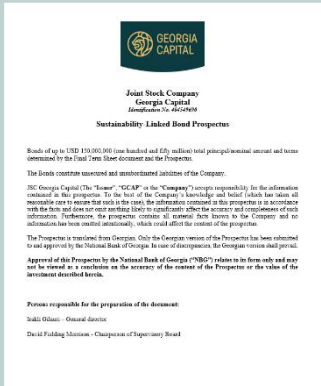 GEORGIA
CAPITAL
Joint Stock Company
Georgia Capital
Identification No. 404549690
Sustainability-Linked Bond Prospectus
Bonds of up to USD 150,000,000 (one hundred and fifty million) total principal/nominal amount and terms
determined by the Final Term Sheet document and the Prospectus.
The Bonds constitute unsecured and unsubordinated liabilities of the Company.
JSC Georgia Capital (The "Issuer", "GCAP" or the "Company") accepts responsibility for the information
contained in this prospectus. To the best of the Company's knowledge and belief (which has taken all
reasonable care to ensure that such is the case), the information contained in this prospectus is in accordance
with the facts and does not omit anything likely to significantly affect the accuracy and completeness of such
information. Furthermore, the prospectus contains all material facts known to the Company and no
information has been omitted intentionally, which could affect the content of the prospectus.
The Prospectus is translated from Georgian. Only the Georgian version of the Prospectus has been submitted
to and approved by the National Bank of Georgia. In case of discrepancies, the Georgian version shall prevail.
Approval of this Prospectus by the National Bank of Georgia ("NBG") relates to its form only and may
not be viewed as a conclusion on the accuracy of the content of the Prospectus or the value of the
investment described herein.
Persons responsible for the preparation of the document:
Irakli Gilauri – General director
David Fielding Morrison – Chairperson of Supervisory Board